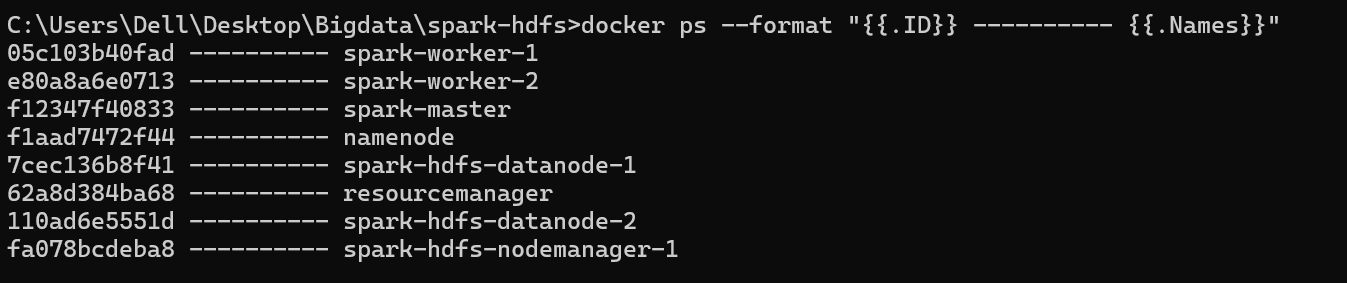 C:\Users\Dell\Desktop\Bigdata\spark-hdfs>docker ps --format "{{.ID}} ---------- {{.Names}}"
05c103b40fad ---------- spark-worker-1
e80a8a6e0713 ---------- spark-worker-2
f12347f40833 ---------- spark-master
f1aad7472f44 ---------- namenode
7cec136b8f41 ---------- spark-hdfs-datanode-1
62a8d384ba68 ---------- resourcemanager
110ad6e5551d ---------- spark-hdfs-datanode-2
fa078bcdeba8 ---------- spark-hdfs-nodemanager-1